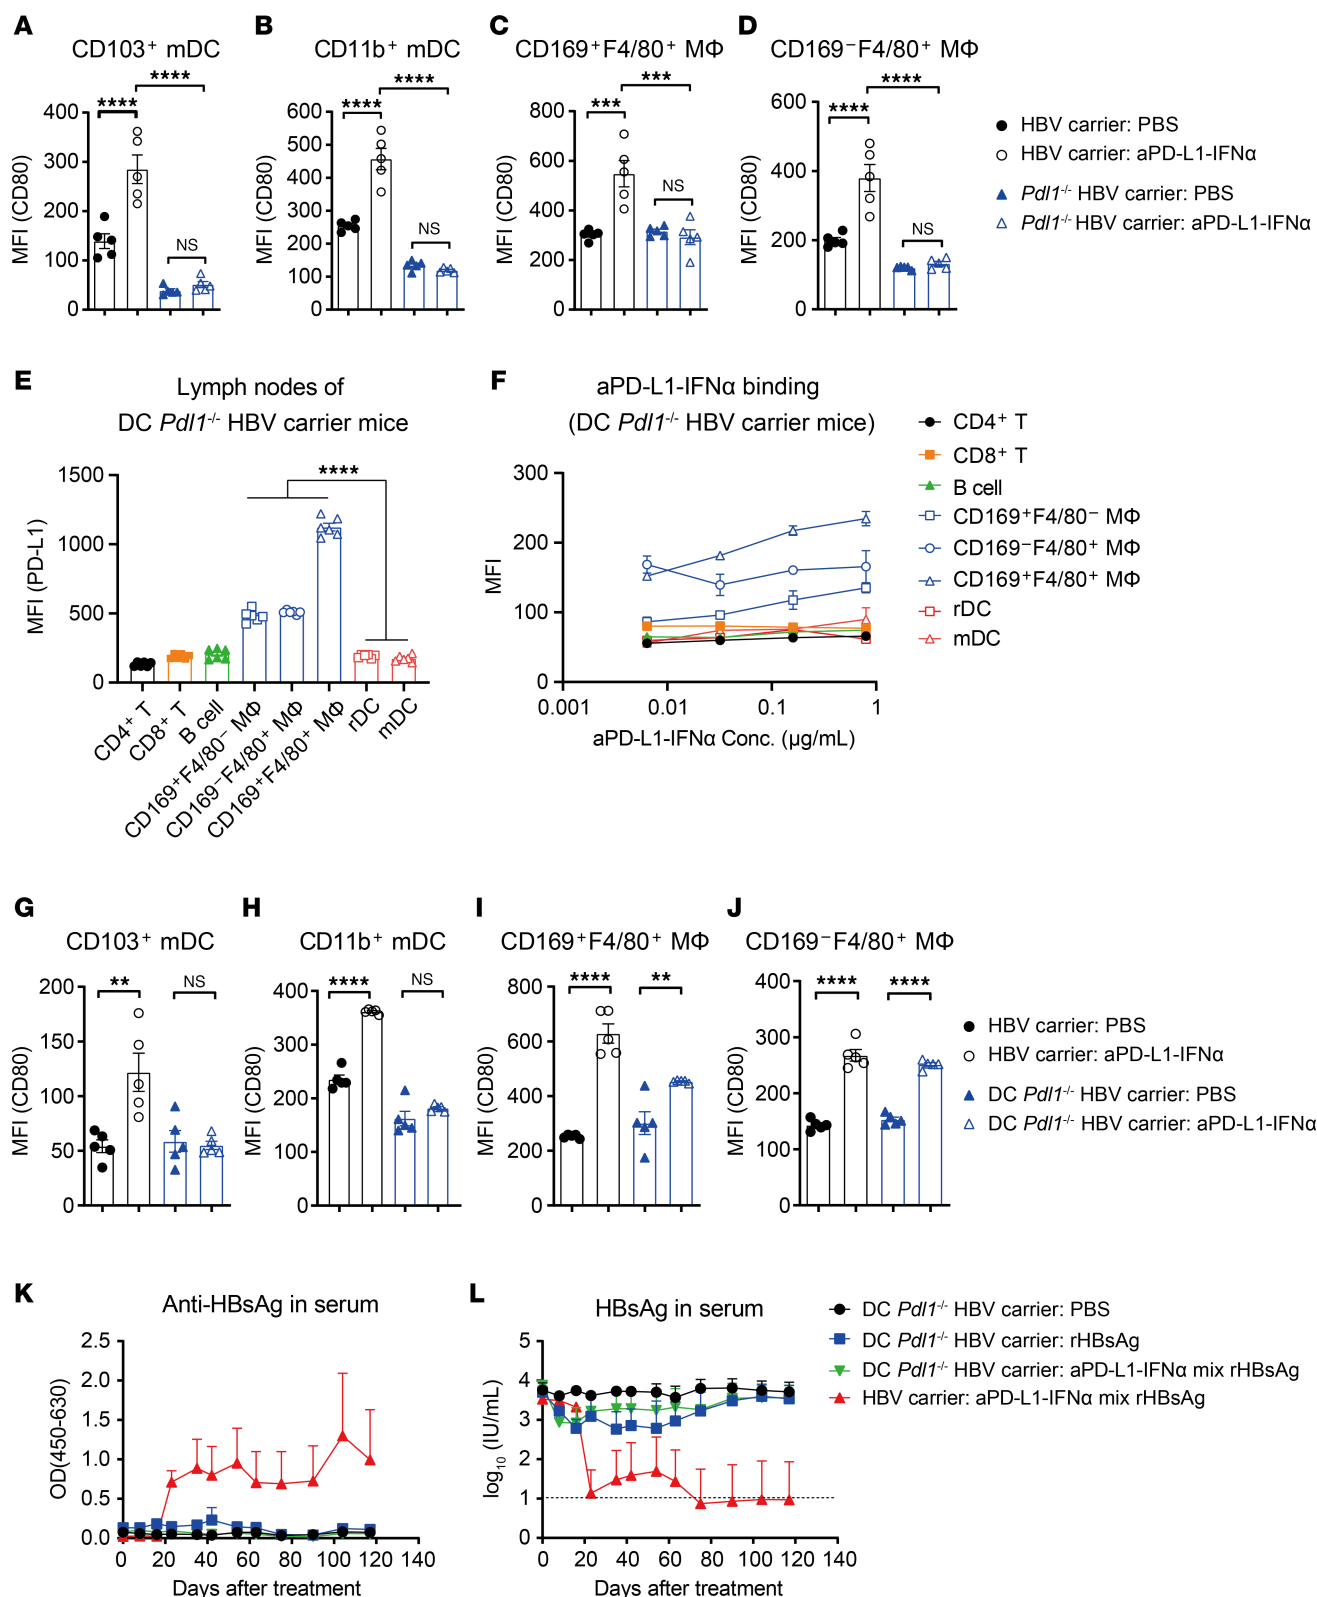 A
CD103⁺ mDC
****
****
NS
MFI (CD80)
400
300
200
100
0
B
CD11b⁺ mDC
****
****
NS
MFI (CD80)
600
500
400
300
200
100
0
C
CD169⁺F4/80⁺ MΦ
***
***
NS
MFI (CD80)
800
600
400
200
0
D
CD169⁻F4/80⁺ MΦ
****
****
NS
MFI (CD80)
600
400
200
0
HBV carrier: PBS
HBV carrier: aPD-L1-IFNα
Pdl1⁻/⁻ HBV carrier: PBS
Pdl1⁻/⁻ HBV carrier: aPD-L1-IFNα
E
Lymph nodes of
DC Pdl1⁻/⁻ HBV carrier mice
****
MFI (PD-L1)
1500
1000
500
0
CD4⁺ T
CD8⁺ T
B cell
CD169⁺F4/80⁻ MΦ
CD169⁻F4/80⁺ MΦ
CD169⁺F4/80⁺ MΦ
rDC
mDC
F
aPD-L1-IFNα binding
(DC Pdl1⁻/⁻ HBV carrier mice)
MFI
300
200
100
0
0.001
0.01
0.1
1
aPD-L1-IFNα Conc. (μg/mL)
CD4⁺ T
CD8⁺ T
B cell
CD169⁺F4/80⁻ MΦ
CD169⁻F4/80⁺ MΦ
CD169⁺F4/80⁺ MΦ
rDC
mDC
G
CD103⁺ mDC
**
NS
MFI (CD80)
200
150
100
50
0
H
CD11b⁺ mDC
****
NS
MFI (CD80)
400
300
200
100
0
I
CD169⁺F4/80⁺ MΦ
****
**
MFI (CD80)
800
600
400
200
0
J
CD169⁻F4/80⁺ MΦ
****
****
MFI (CD80)
400
300
200
100
0
HBV carrier: PBS
HBV carrier: aPD-L1-IFNα
DC Pdl1⁻/⁻ HBV carrier: PBS
DC Pdl1⁻/⁻ HBV carrier: aPD-L1-IFNα
K
Anti-HBsAg in serum
OD(450-630)
2.5
2.0
1.5
1.0
0.5
0.0
0 20 40 60 80 100 120 140
Days after treatment
L
HBsAg in serum
log₁₀ (IU/mL)
5
4
3
2
1
0
0 20 40 60 80 100 120 140
Days after treatment
DC Pdl1⁻/⁻ HBV carrier: PBS
DC Pdl1⁻/⁻ HBV carrier: rHBsAg
DC Pdl1⁻/⁻ HBV carrier: aPD-L1-IFNα mix rHBsAg
HBV carrier: aPD-L1-IFNα mix rHBsAg